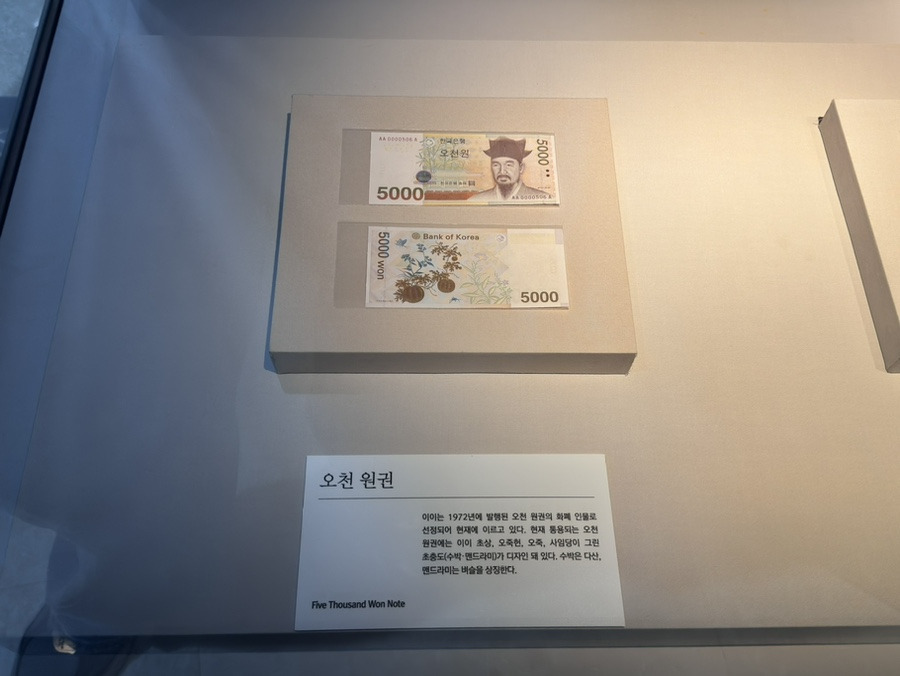 AA 0000506 A
한국은행
오천원
5000
5000
AA 0000506 A
5000 won
Bank of Korea
5000
오천 원권
이이는 1972년에 발행된 오천 원권의 화폐 인물로
선정되어 현재에 이르고 있다. 현재 통용되는 오천
원권에는 이이 초상, 오죽헌, 오죽, 사임당이 그린
초충도(수박·맨드라미)가 디자인 돼 있다. 수박은 다산,
맨드라미는 벼슬을 상징한다.
Five Thousand Won Note